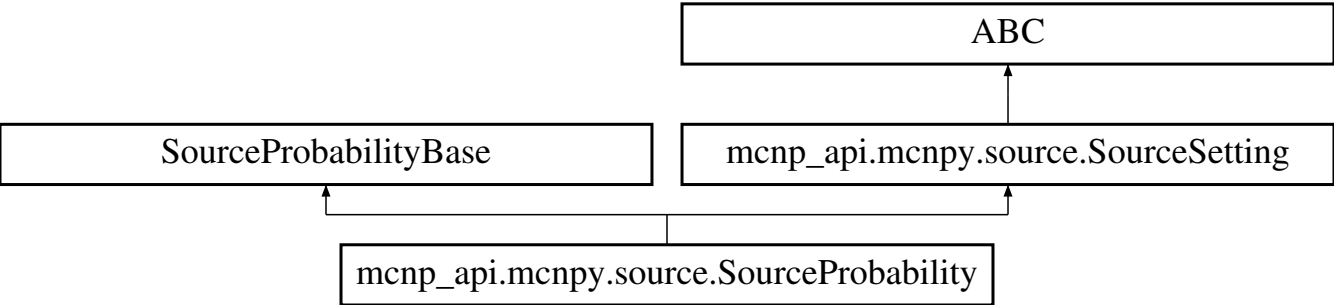 ABC
SourceProbabilityBase
mcnp_api.mcnpy.source.SourceSetting
mcnp_api.mcnpy.source.SourceProbability